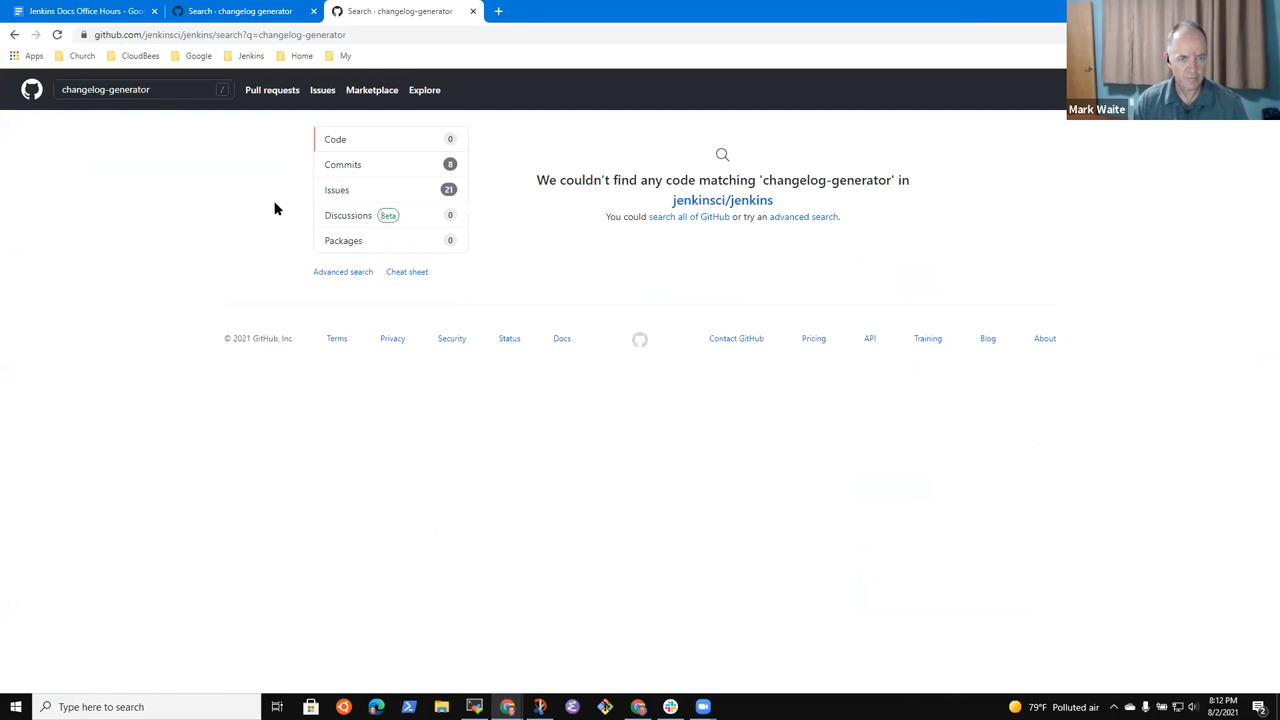 Jenkins Docs Office Hours - Goo
Search · changelog generator
Search · changelog-generator
github.com/jenkinsci/jenkins/search?q=changelog-generator
Apps Church CloudBees Google Jenkins Home My
changelog-generator / Pull requests Issues Marketplace Explore
Mark Waite
Code 0
Commits 8
Issues 21
Discussions Beta 0
Packages 0
Advanced search Cheat sheet
We couldn't find any code matching 'changelog-generator' in
jenkinsci/jenkins
You could search all of GitHub or try an advanced search.
© 2021 GitHub, Inc. Terms Privacy Security Status Docs Contact GitHub Pricing API Training Blog About
Type here to search
79°F Polluted air
8:12 PM
8/2/2021
2